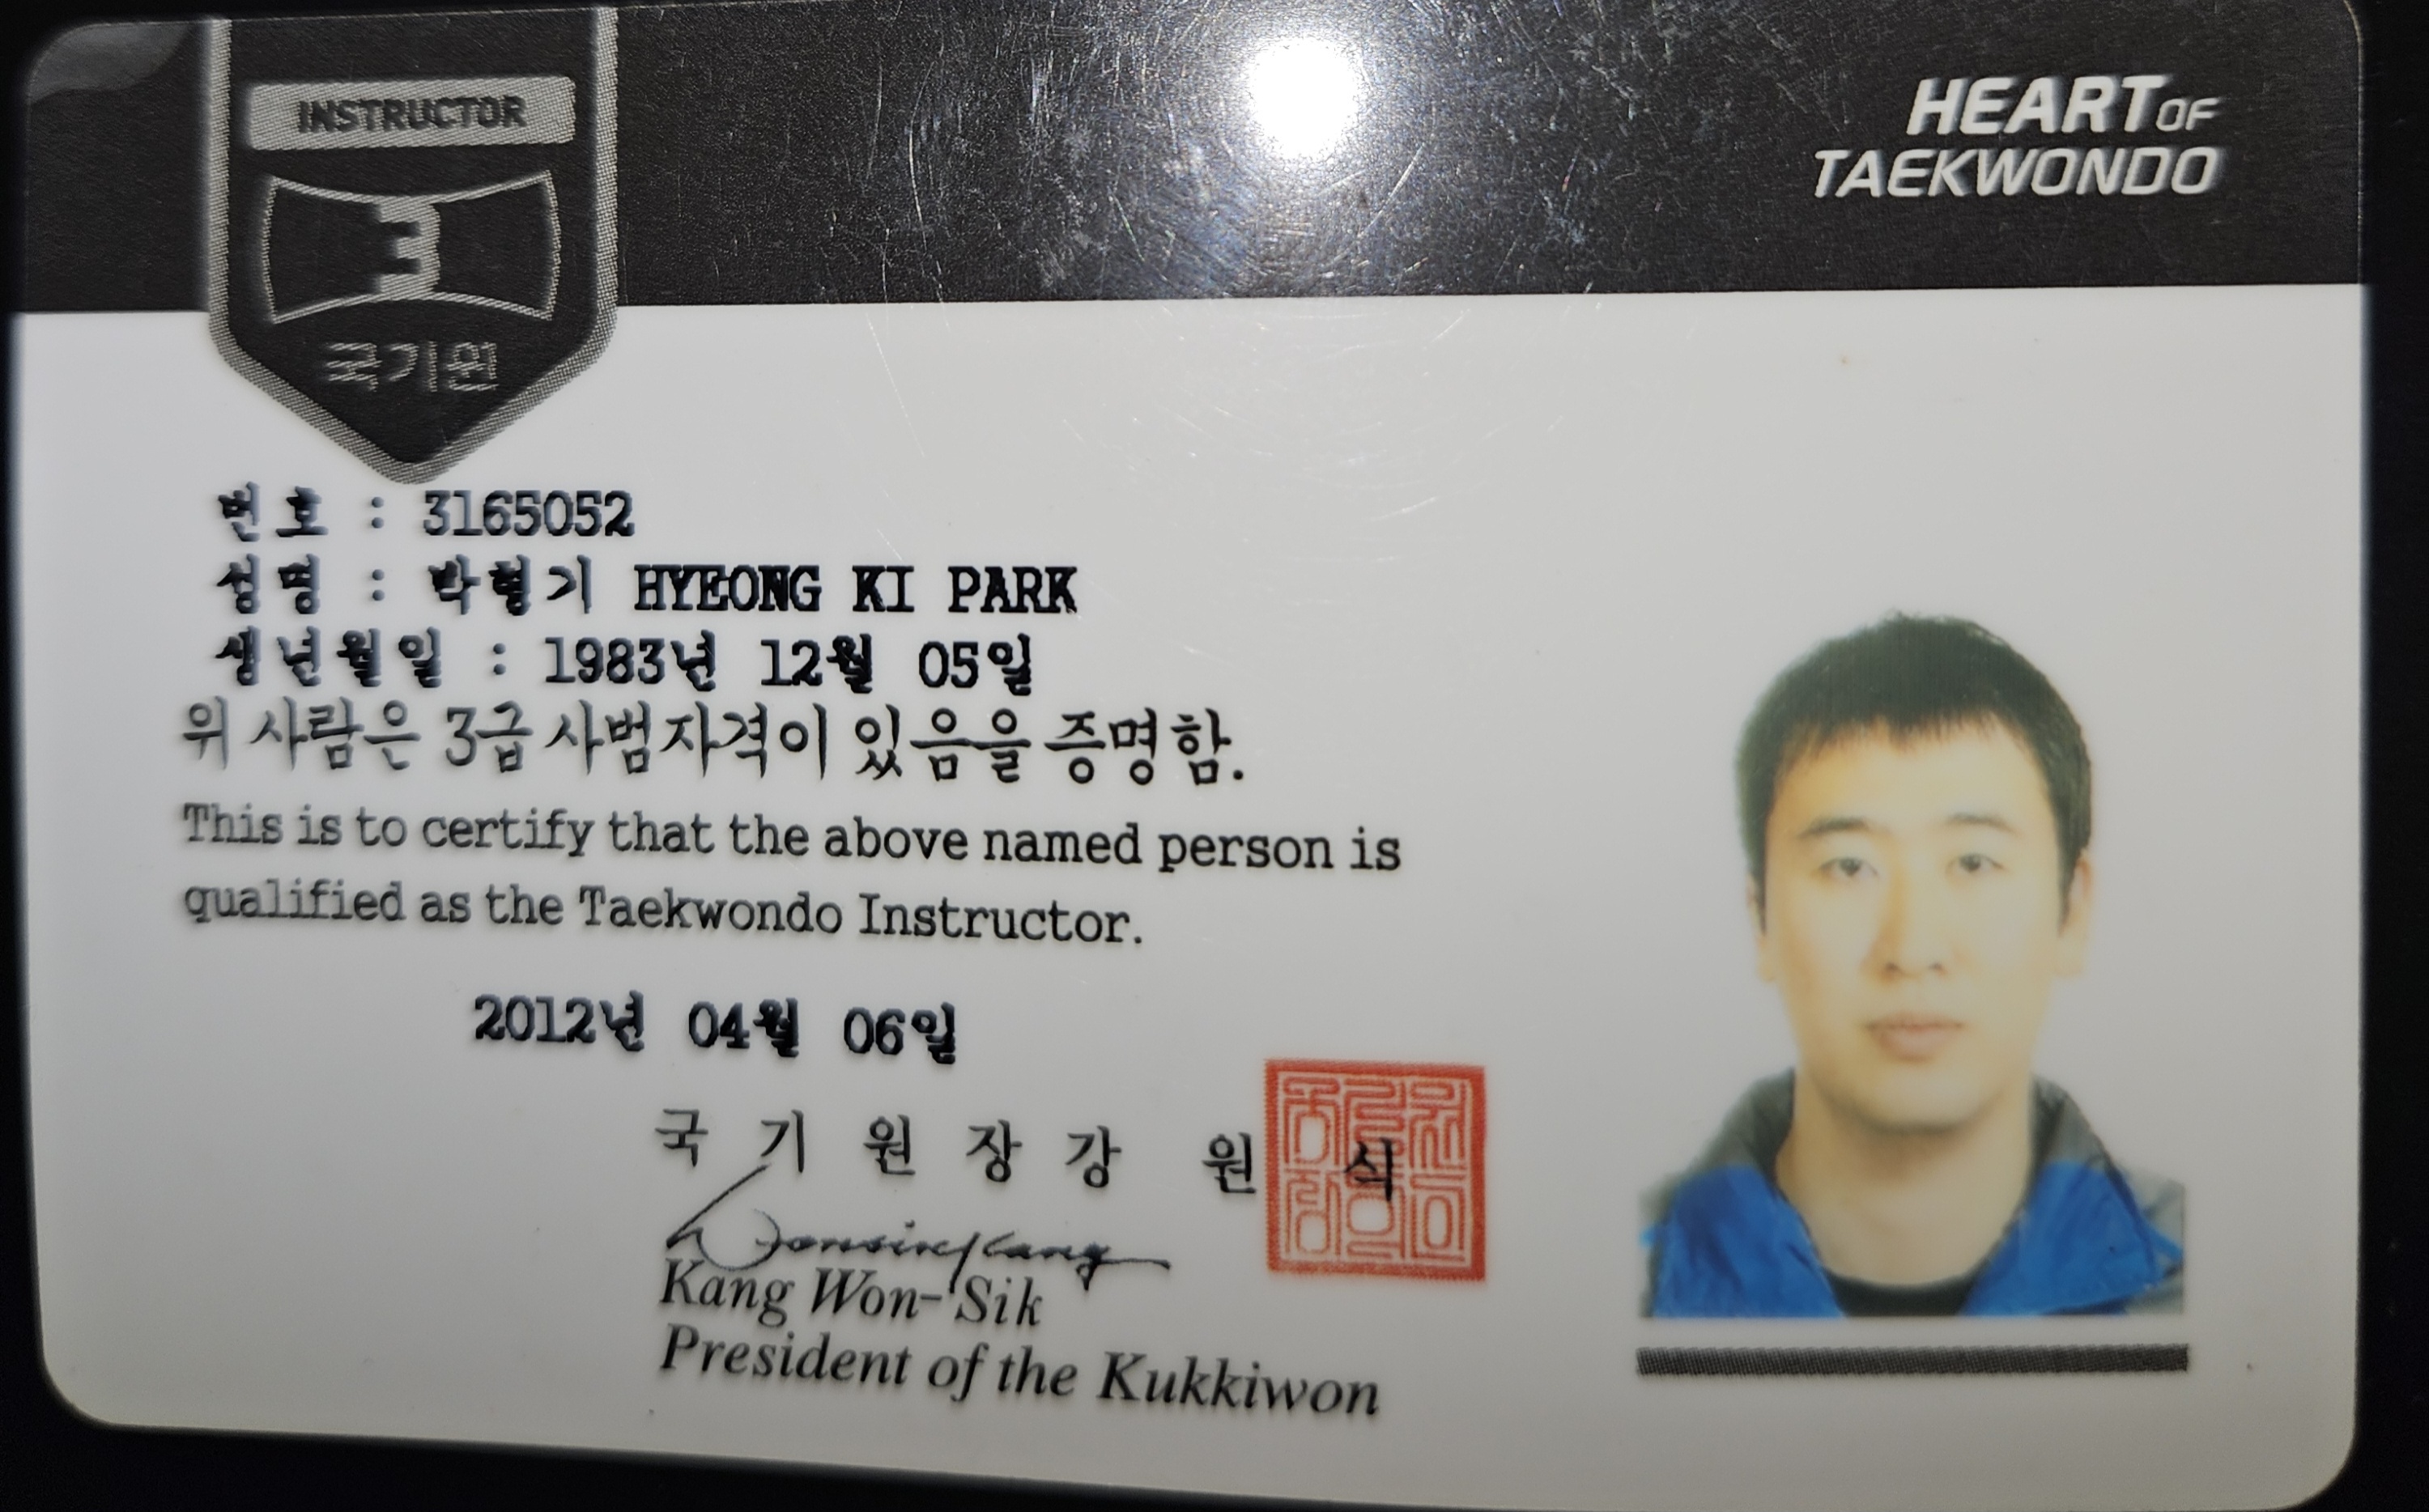 INSTRUCTOR
3
국기원
HEART OF
TAEKWONDO
번호 : 3165052
성명 : 박형기 HYEONG KI PARK
생년월일 : 1983년 12월 05일
위 사람은 3급 사범자격이 있음을 증명함.
This is to certify that the above named person is
qualified as the Taekwondo Instructor.
2012년 04월 06일
국 기 원 장 강 원 식
Kang Won-Sik
President of the Kukkiwon